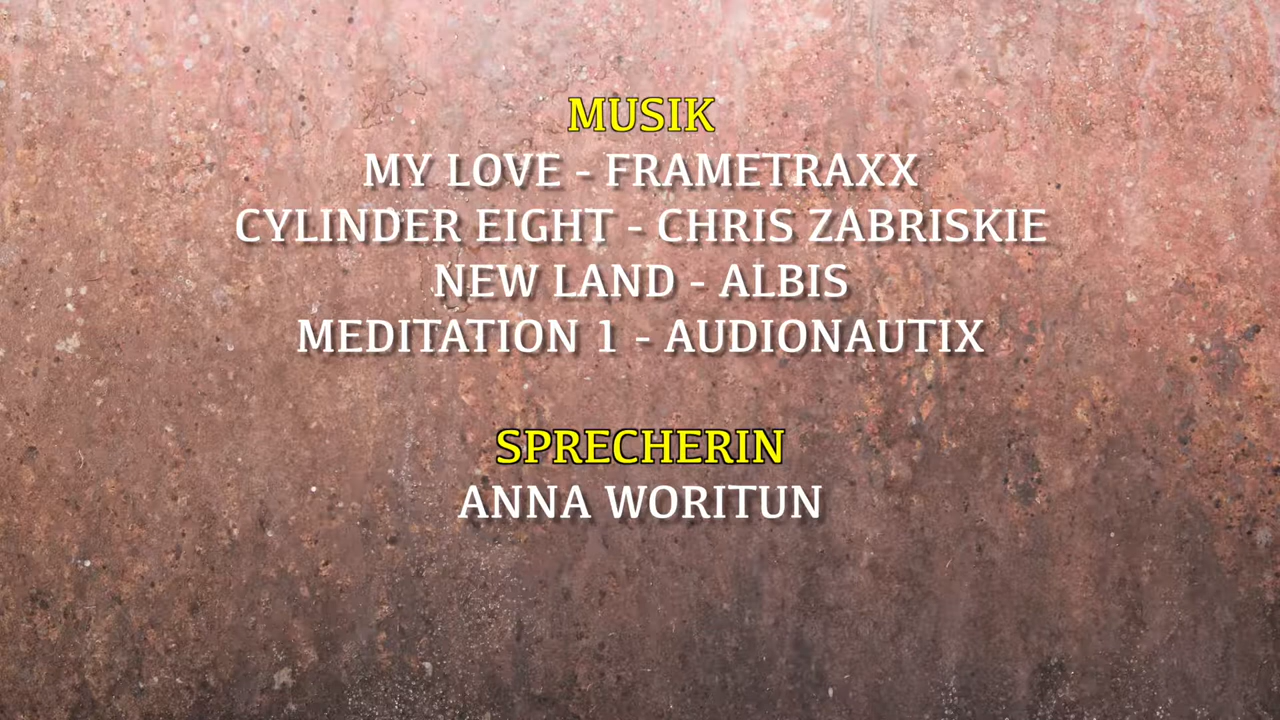 MUSIK
MY LOVE - FRAMETRAXX
CYLINDER EIGHT - CHRIS ZABRISKIE
NEW LAND - ALBIS
MEDITATION 1 - AUDIONAUTIX
SPRECHERIN
ANNA WORITUN